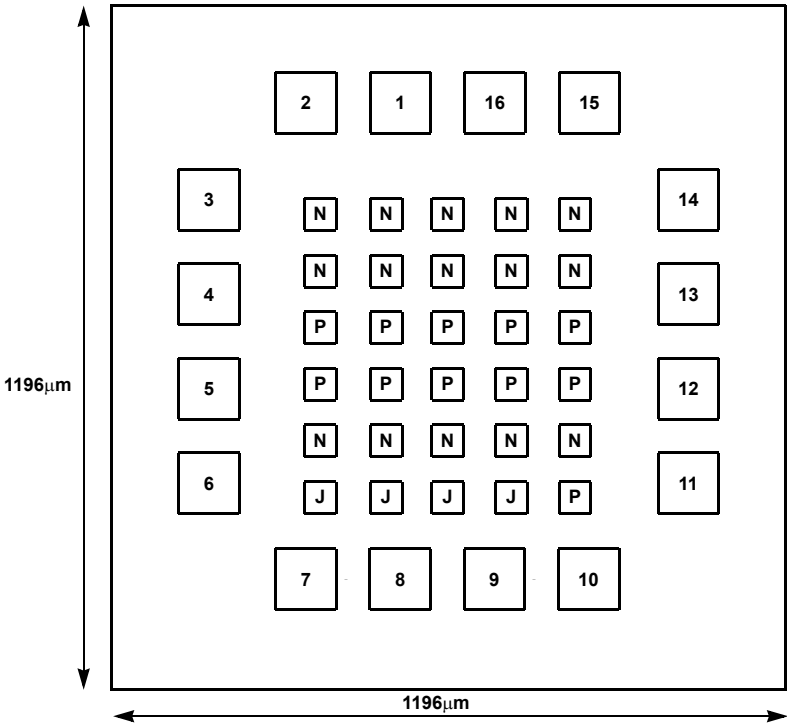 2 1 16 15
3 14
N N N N N
N N N N N
4 13
P P P P P
1196μm
5 12
P P P P P
N N N N N
6 11
J J J J P
7 8 9 10
1196μm